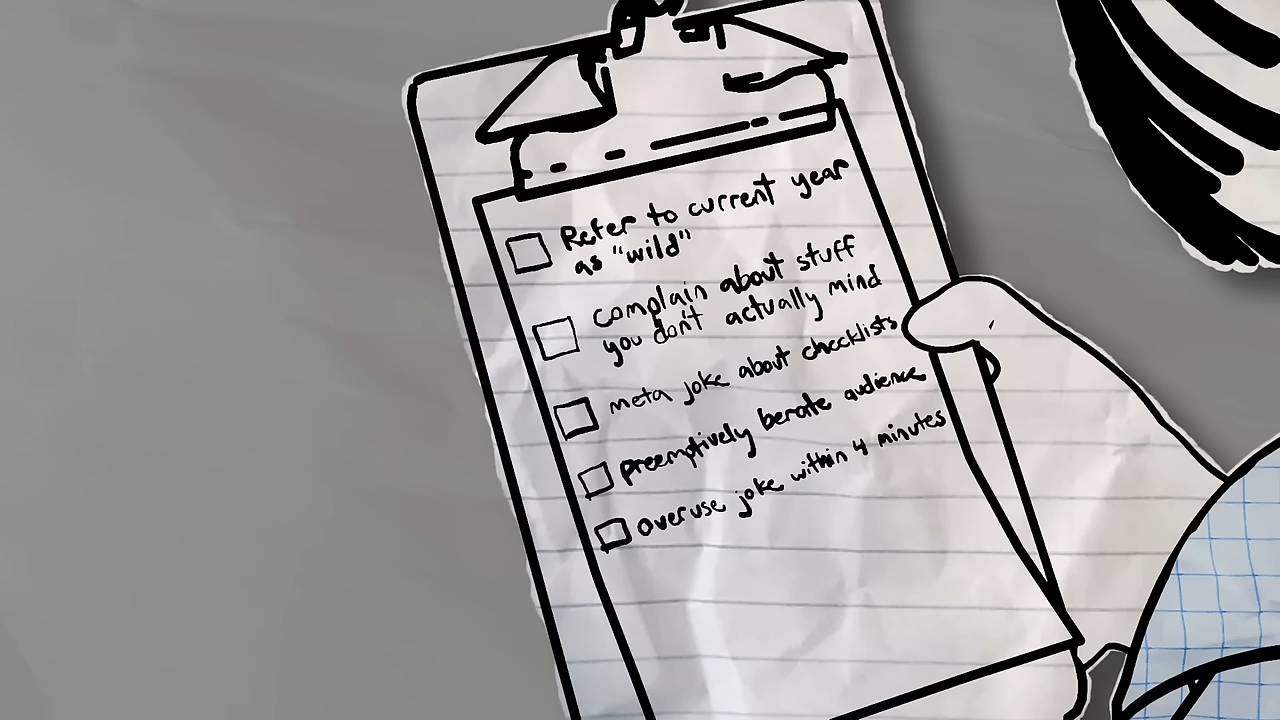 Refer to current year
as "wild"
complain about stuff
you don't actually mind
meta joke about checklists
preemptively berate audience
overuse joke within 4 minutes